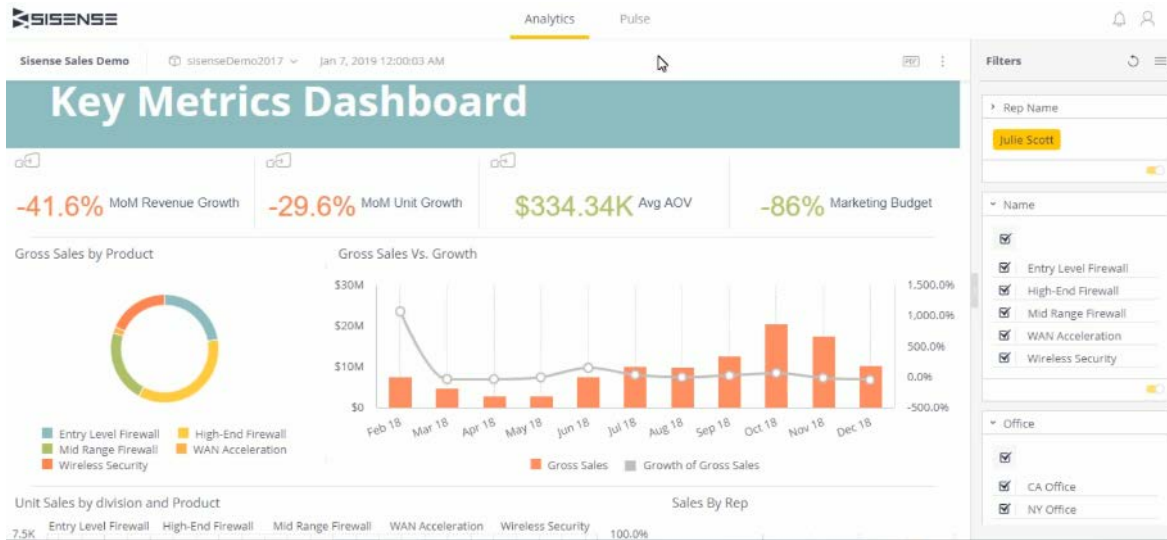 SISENSE
Analytics Pulse
Sisense Sales Demo sisenseDemo2017 Jan 7, 2019 12:00:03 AM PDF Filters
Key Metrics Dashboard
Rep Name
Julie Scott
-41.6% MoM Revenue Growth -29.6% MoM Unit Growth $334.34K Avg AOV -86% Marketing Budget
Name
Entry Level Firewall
High-End Firewall
Mid Range Firewall
WAN Acceleration
Wireless Security
Gross Sales by Product
Entry Level Firewall High-End Firewall
Mid Range Firewall WAN Acceleration
Wireless Security
Gross Sales Vs. Growth
$30M 1,500.0%
1,000.0%
$20M
500.0%
$10M
0.0%
$0 -500.0%
Feb 18 Mar 18 Apr 18 May 18 Jun 18 Jul 18 Aug 18 Sep 18 Oct 18 Nov 18 Dec 18
Gross Sales Growth of Gross Sales
Office
CA Office
NY Office
Unit Sales by division and Product Sales By Rep
Entry Level Firewall High-End Firewall Mid Range Firewall WAN Acceleration Wireless Security
7.5K 100.0%